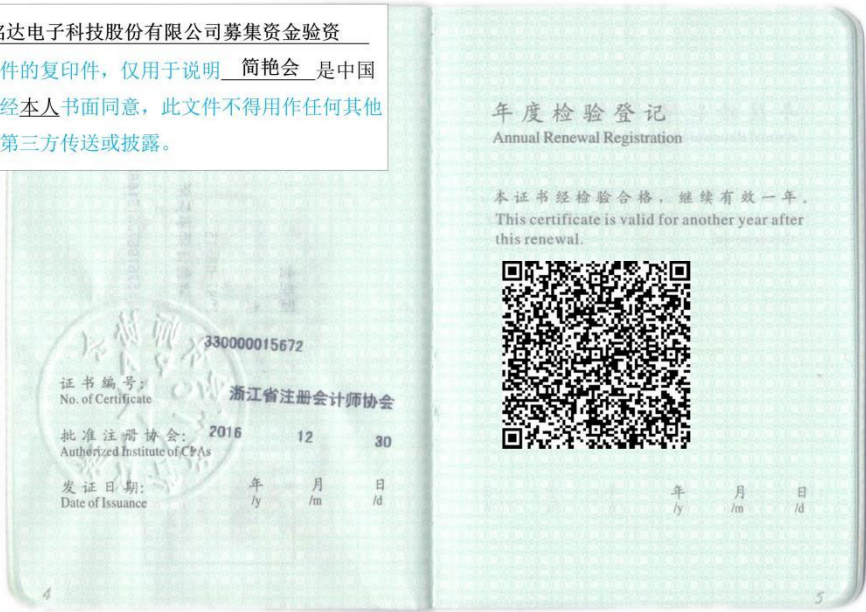 达电子科技股份有限公司募集资金验资
件的复印件，仅用于说明 简艳会 是中国
经本人书面同意，此文件不得用作任何其他
第三方传送或披露。
330000015672
证书编号：
No. of Certificate
浙江省注册会计师协会
批准注册协会：
Authorized Institute of CPAs
2016 12 30
发证日期： 年 月 日
Date of Issuance /y /m /d
4
年度检验登记
Annual Renewal Registration
本证书经检验合格，继续有效一年。
This certificate is valid for another year after
this renewal.
年 月 日
/y /m /d
5